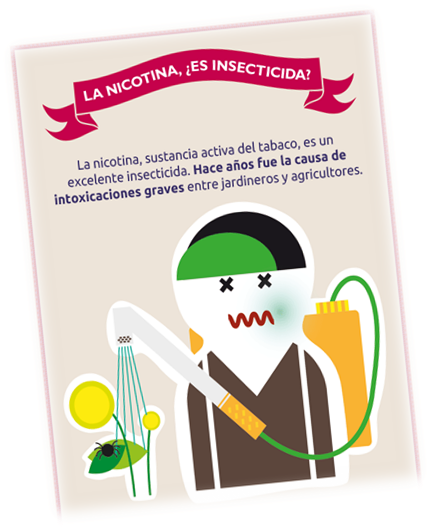 LA NICOTINA, ¿ES INSECTICIDA?
La nicotina, sustancia activa del tabaco, es un
excelente insecticida. Hace años fue la causa de
intoxicaciones graves entre jardineros y agricultores.